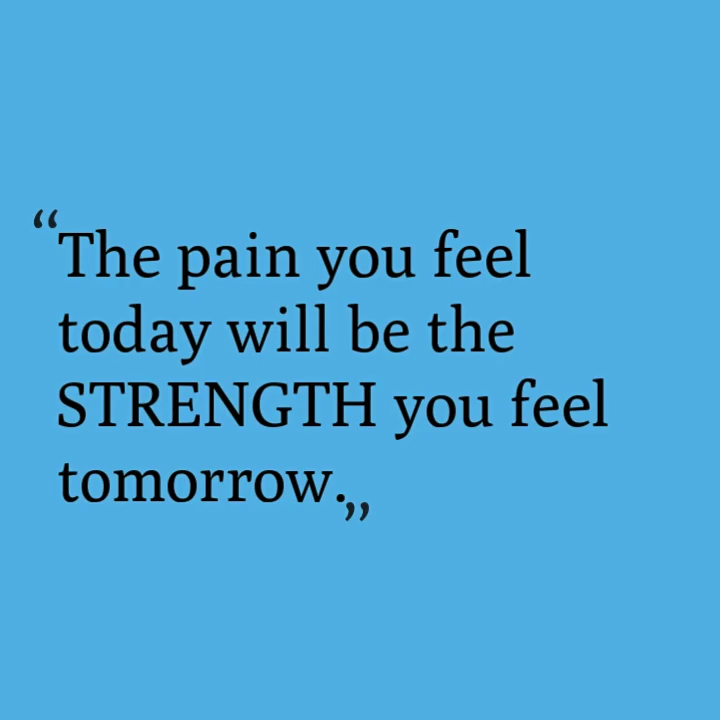 “The pain you feel
today will be the
STRENGTH you feel
tomorrow.”